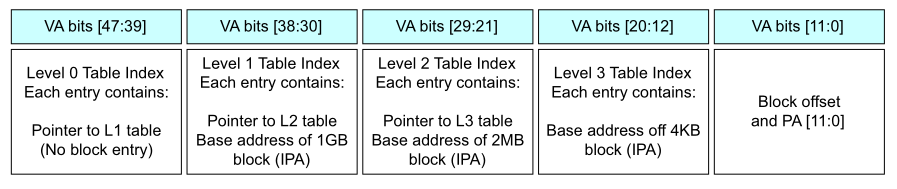 VA bits [47:39]
VA bits [38:30]
VA bits [29:21]
VA bits [20:12]
VA bits [11:0]
Level 0 Table Index
Each entry contains:
Pointer to L1 table
(No block entry)
Level 1 Table Index
Each entry contains:
Pointer to L2 table
Base address of 1GB
block (IPA)
Level 2 Table Index
Each entry contains:
Pointer to L3 table
Base address of 2MB
block (IPA)
Level 3 Table Index
Each entry contains:
Base address off 4KB
block (IPA)
Block offset
and PA [11:0]